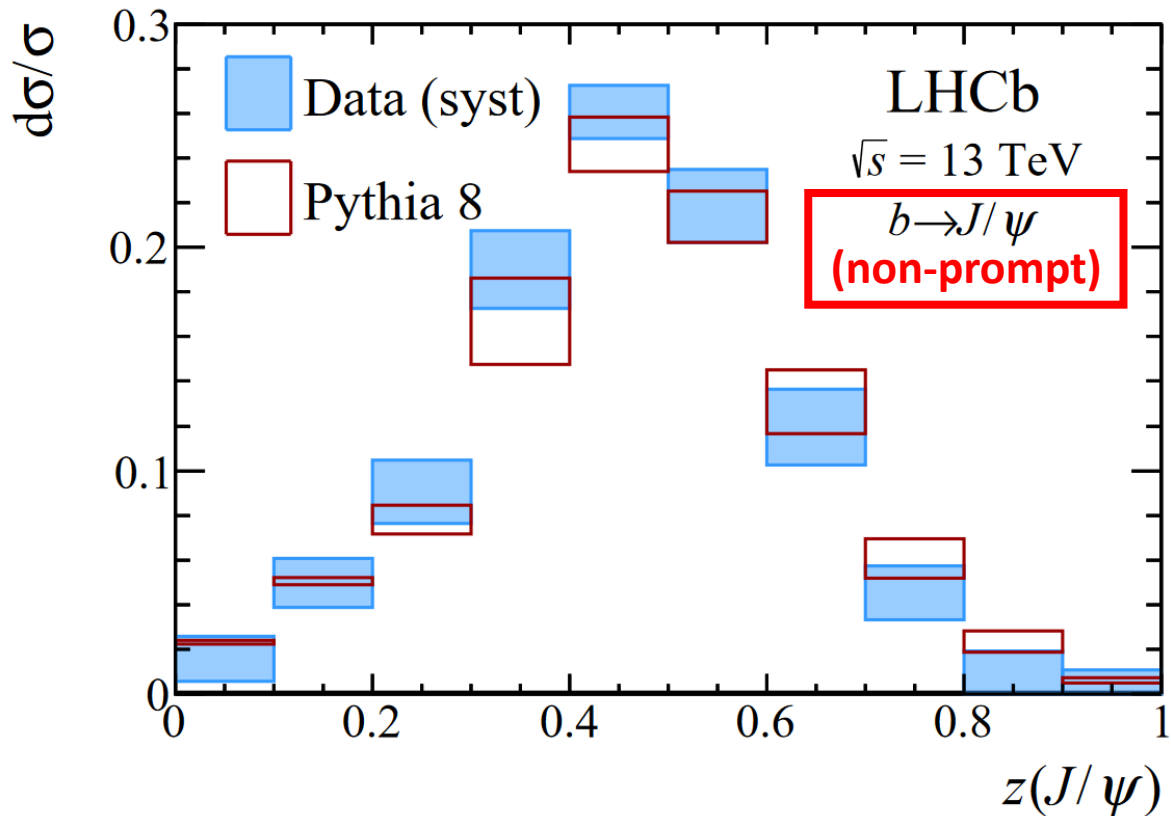 dσ/σ
0.3
0.2
0.1
0
Data (syst)
Pythia 8
LHCb
√s = 13 TeV
b→J/ψ
(non-prompt)
0 0.2 0.4 0.6 0.8 1
z(J/ψ)